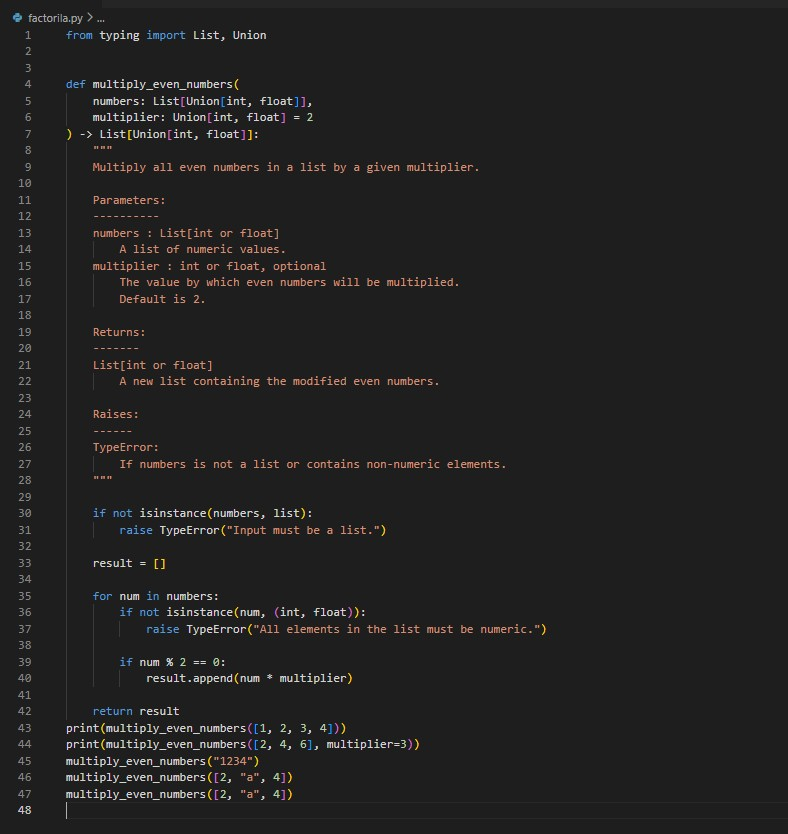 factorila.py > ...
1 from typing import List, Union
2
3
4 def multiply_even_numbers(
5     numbers: List[Union[int, float]],
6     multiplier: Union[int, float] = 2
7 ) -> List[Union[int, float]]:
8     """
9     Multiply all even numbers in a list by a given multiplier.
10
11     Parameters:
12     ----------
13     numbers : List[int or float]
14         A list of numeric values.
15     multiplier : int or float, optional
16         The value by which even numbers will be multiplied.
17         Default is 2.
18
19     Returns:
20     -------
21     List[int or float]
22         A new list containing the modified even numbers.
23
24     Raises:
25     ------
26     TypeError:
27         If numbers is not a list or contains non-numeric elements.
28     """
29
30     if not isinstance(numbers, list):
31         raise TypeError("Input must be a list.")
32
33     result = []
34
35     for num in numbers:
36         if not isinstance(num, (int, float)):
37             raise TypeError("All elements in the list must be numeric.")
38
39         if num % 2 == 0:
40             result.append(num * multiplier)
41
42     return result
43 print(multiply_even_numbers([1, 2, 3, 4]))
44 print(multiply_even_numbers([2, 4, 6], multiplier=3))
45 multiply_even_numbers("1234")
46 multiply_even_numbers([2, "a", 4])
47 multiply_even_numbers([2, "a", 4])
48